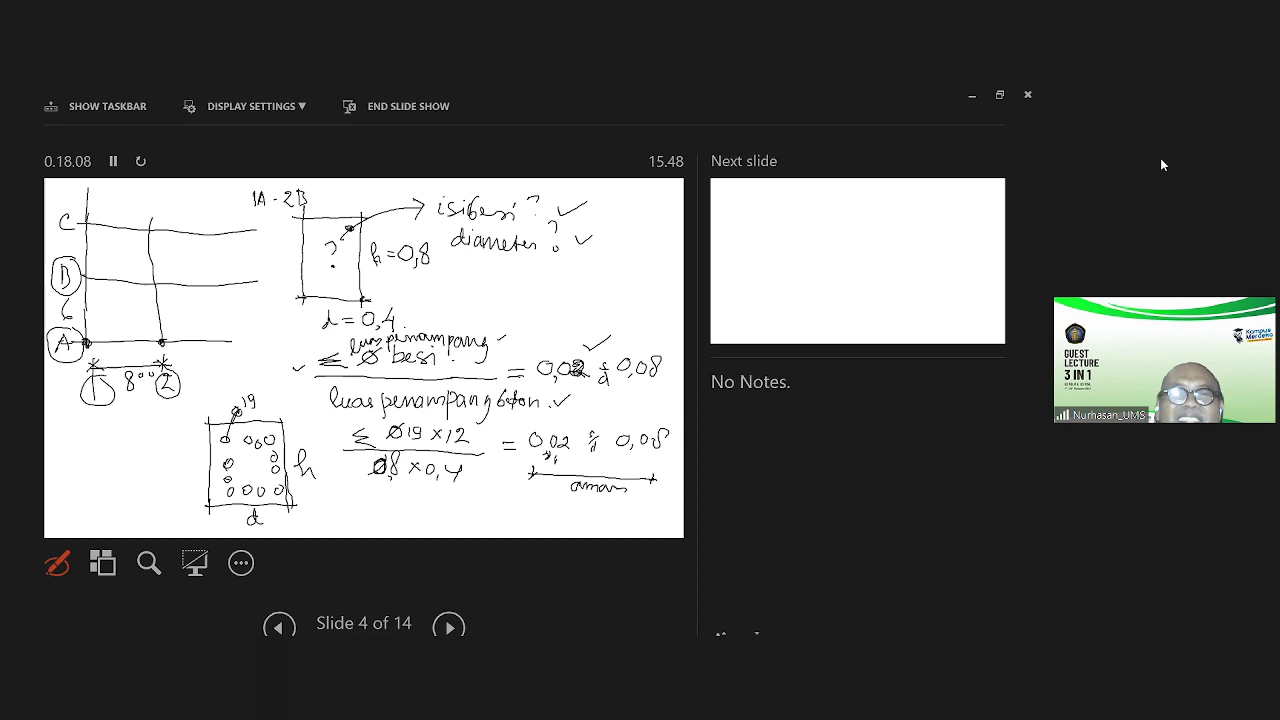 SHOW TASKBAR
DISPLAY SETTINGS ▼
END SLIDE SHOW
0.18.08
15.48
Next slide
1A - 2B
C
B
6
A
1
800
2
?
isi besi ?
diameter ?
h = 0,8
d = 0,4
luas penampang
Σ Ø besi
luas penampang beton
= 0,02 s/d 0,08
19
h
d
Σ Ø19 × 12
0,8 × 0,4
= 0,02 0,08
aman
No Notes.
GUEST
LECTURE
3 IN 1
Kampus
Merdeka
Nurhasan_UMS
Slide 4 of 14